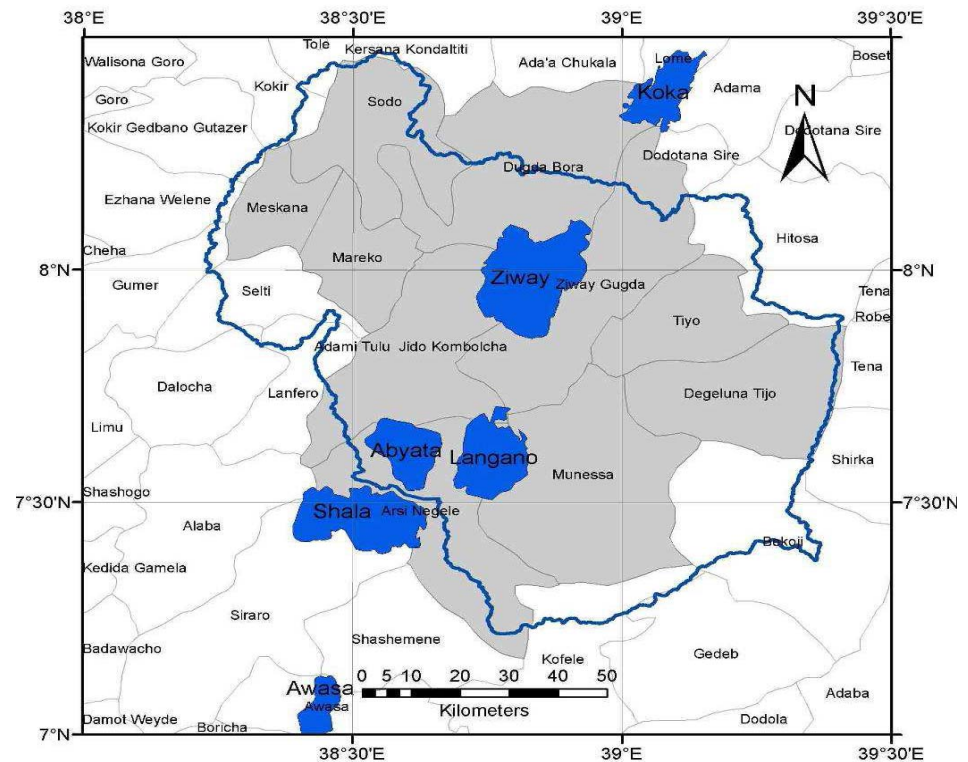 38°E 39°E 39°30'E
Tole Kersana Kondaltiti
Walisona Goro Ada'a Chukala Lome Boset
Kokir Koka Adama
Goro Sodo N
Kokir Gedbano Gutazer Dodotana Sire
Dodotana Sire
Dugda Bora
Ezhana Welene Meskana
Hitosa
Cheha Mareko
8°N Ziway 8°N
Gumer Selti Ziway Gugda Tena
Tiyo Robe
Adami Tulu Jido Kombolcha
Dalocha Tena
Lanfero Degeluna Tijo
Limu
Abyata Langano Shirka
Munessa
7°30'N Shashogo 7°30'N
Shala Arsi Negele
Alaba
Bekoji
Kedida Gamela
Siraro
Shashemene
Badawacho Kofele Gedeb
Awasa 0 5 10 20 30 40 50
Adaba
Awasa Kilometers
Damot Weyde Boricha Dodola
7°N 7°N
38°30'E 39°E 39°30'E